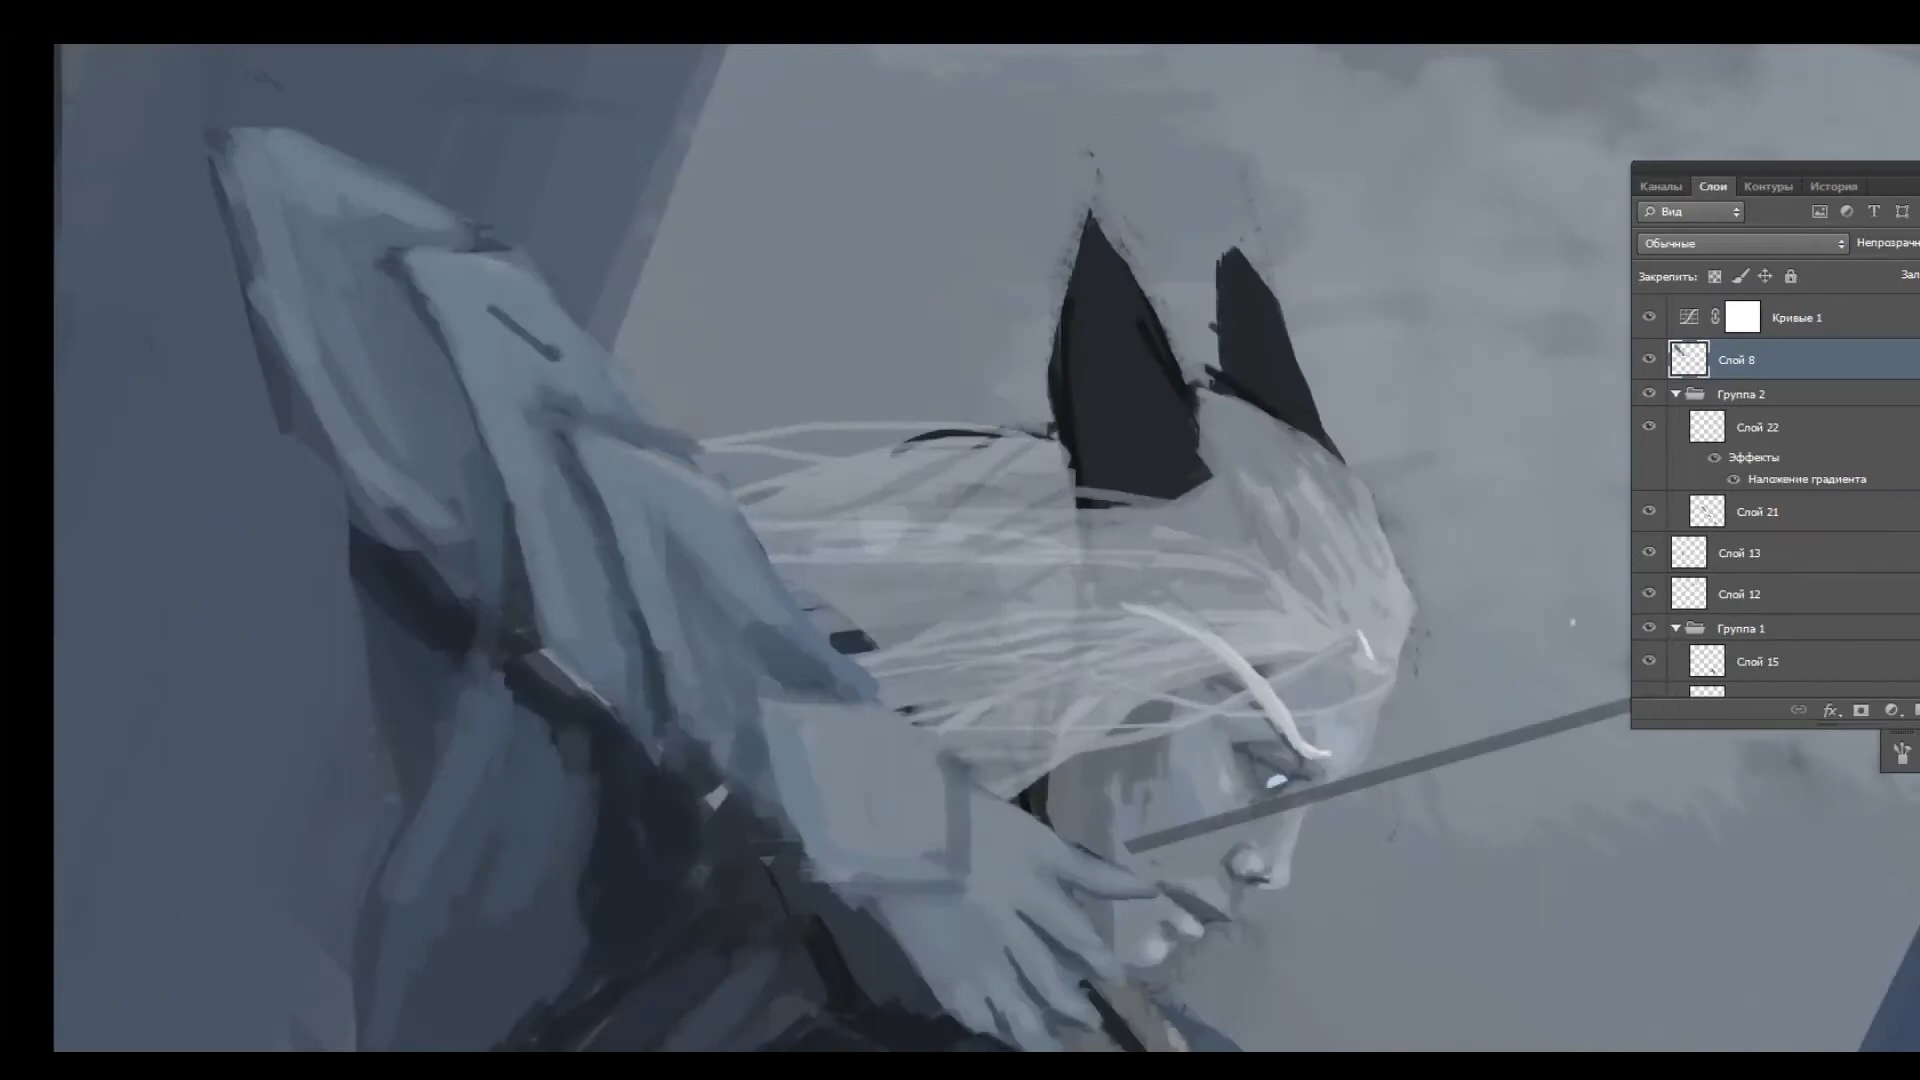 Каналы Слои Контуры История
Вид T
Обычные Непрозрачн
Закрепить: Зал
Кривые 1
Слой 8
Группа 2
Слой 22
Эффекты
Наложение градиента
Слой 21
Слой 13
Слой 12
Группа 1
Слой 15
fx